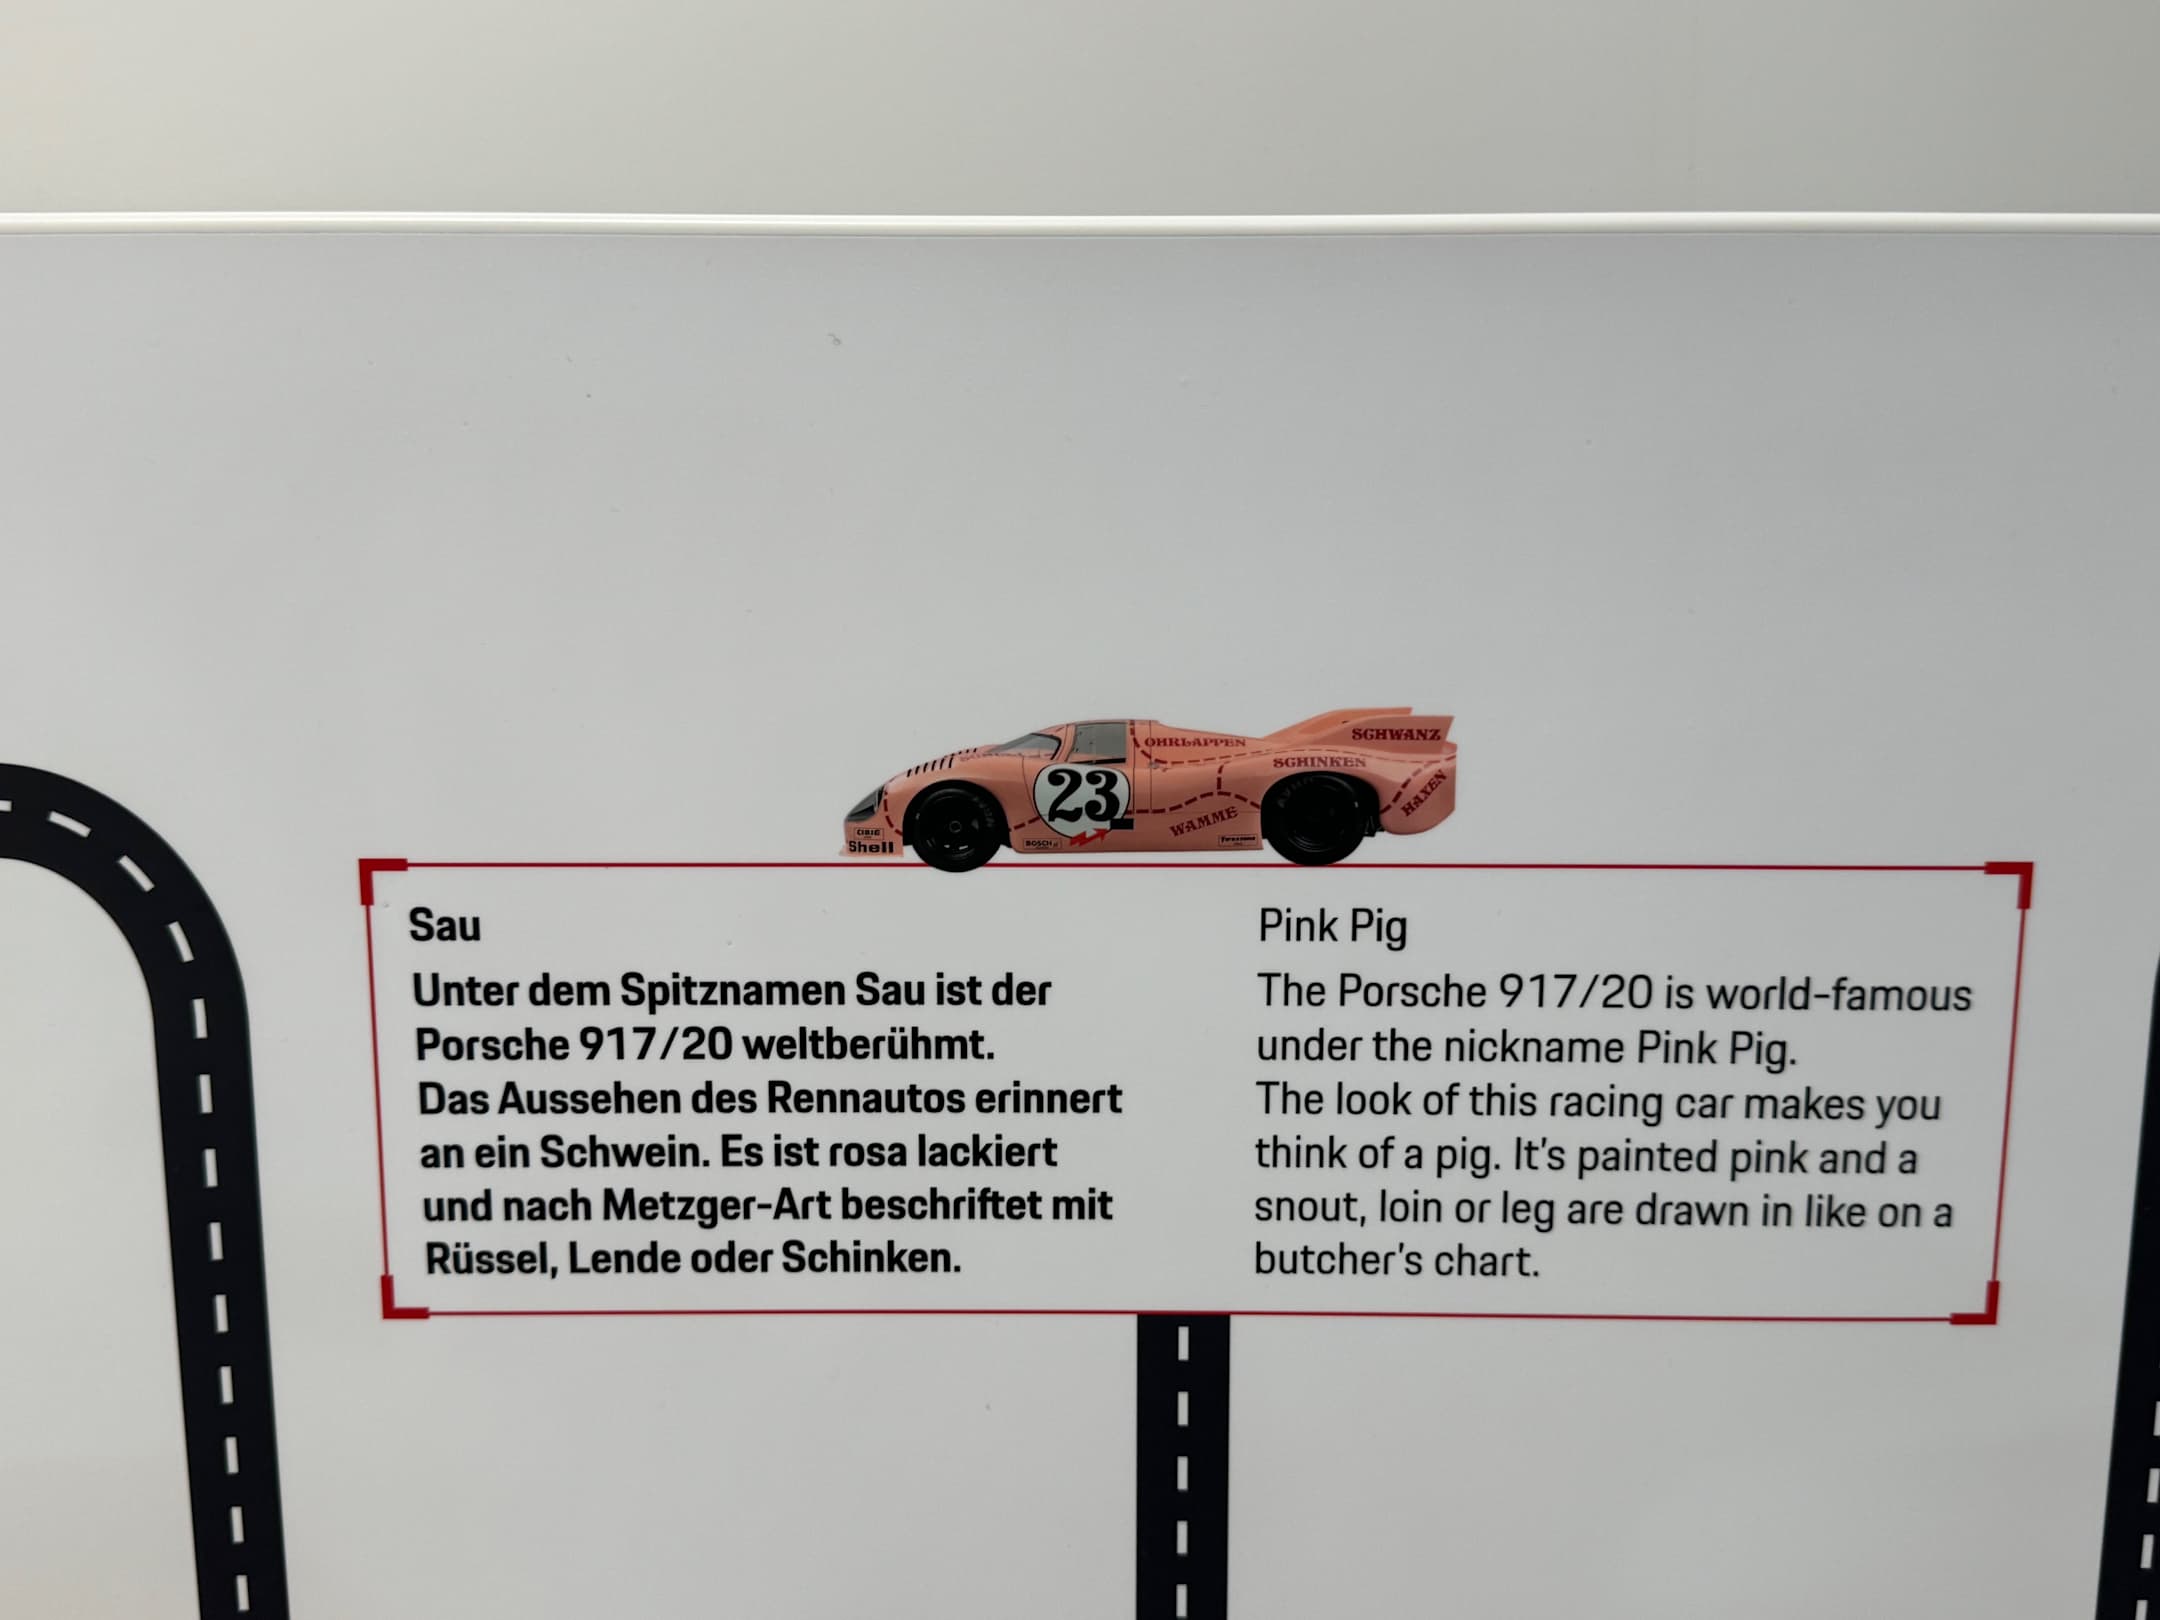 OHRLAPPEN
SCHWANZ
SCHINKEN
HAXEN
23
WAMME
CIBIE
Shell
BOSCH
Firestone
Sau
Unter dem Spitznamen Sau ist der
Porsche 917/20 weltberühmt.
Das Aussehen des Rennautos erinnert
an ein Schwein. Es ist rosa lackiert
und nach Metzger-Art beschriftet mit
Rüssel, Lende oder Schinken.
Pink Pig
The Porsche 917/20 is world-famous
under the nickname Pink Pig.
The look of this racing car makes you
think of a pig. It's painted pink and a
snout, loin or leg are drawn in like on a
butcher's chart.